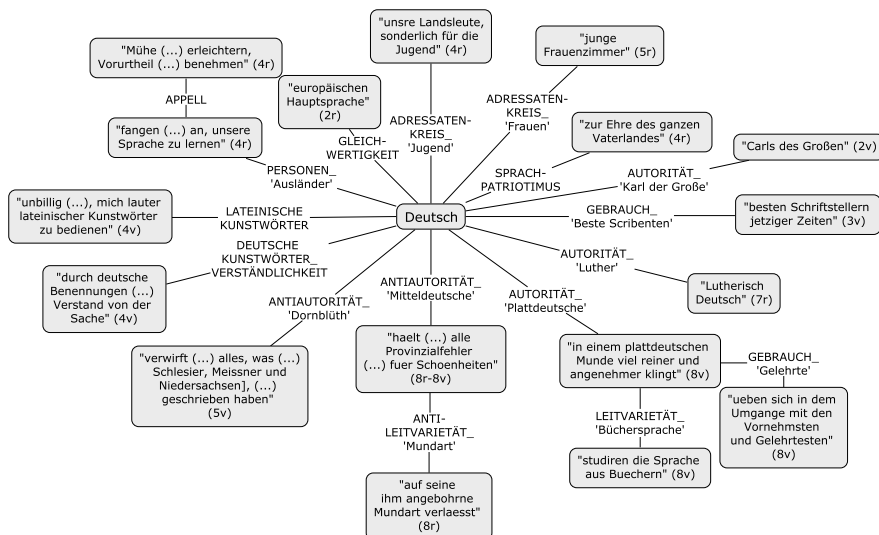 "unsre Landsleute,
sonderlich für die
Jugend" (4r)
"junge
Frauenzimmer" (5r)
"Mühe (...) erleichtern,
Vorurtheil (...) benehmen" (4r)
"europäischen
Hauptsprache"
(2r)
APPELL
ADRESSATEN-
KREIS_
'Jugend'
ADRESSATEN-
KREIS_
'Frauen'
"fangen (...) an, unsere
Sprache zu lernen" (4r)
GLEICH-
WERTIGKEIT
"zur Ehre des ganzen
Vaterlandes" (4r)
"Carls des Großen" (2v)
PERSONEN_
'Ausländer'
SPRACH-
PATRIOTIMUS
AUTORITÄT_
'Karl der Große'
"unbillig (...), mich lauter
lateinischer Kunstwörter
zu bedienen" (4v)
LATEINISCHE
KUNSTWÖRTER
Deutsch
GEBRAUCH_
'Beste Scribenten'
"besten Schriftstellern
jetziger Zeiten" (3v)
DEUTSCHE
KUNSTWÖRTER_
VERSTÄNDLICHKEIT
AUTORITÄT_
'Luther'
"durch deutsche
Benennungen (...)
Verstand von der
Sache" (4v)
ANTIAUTORITÄT_
'Dornblüth'
ANTIAUTORITÄT_
'Mitteldeutsche'
AUTORITÄT_
'Plattdeutsche'
"Lutherisch
Deutsch" (7r)
"verwirft (...) alles, was (...)
Schlesier, Meissner und
Niedersachsen], (...)
geschrieben haben"
(5v)
"haelt (...) alle
Provinzialfehler
(...) fuer Schoenheiten"
(8r-8v)
"in einem plattdeutschen
Munde viel reiner und
angenehmer klingt" (8v)
GEBRAUCH_
'Gelehrte'
ANTI-
LEITVARIETÄT_
'Mundart'
LEITVARIETÄT_
'Büchersprache'
"ueben sich in dem
Umgange mit den
Vornehmsten
und Gelehrtesten"
(8v)
"auf seine
ihm angebohrne
Mundart verlaesst"
(8r)
"studiren die Sprache
aus Buechern" (8v)